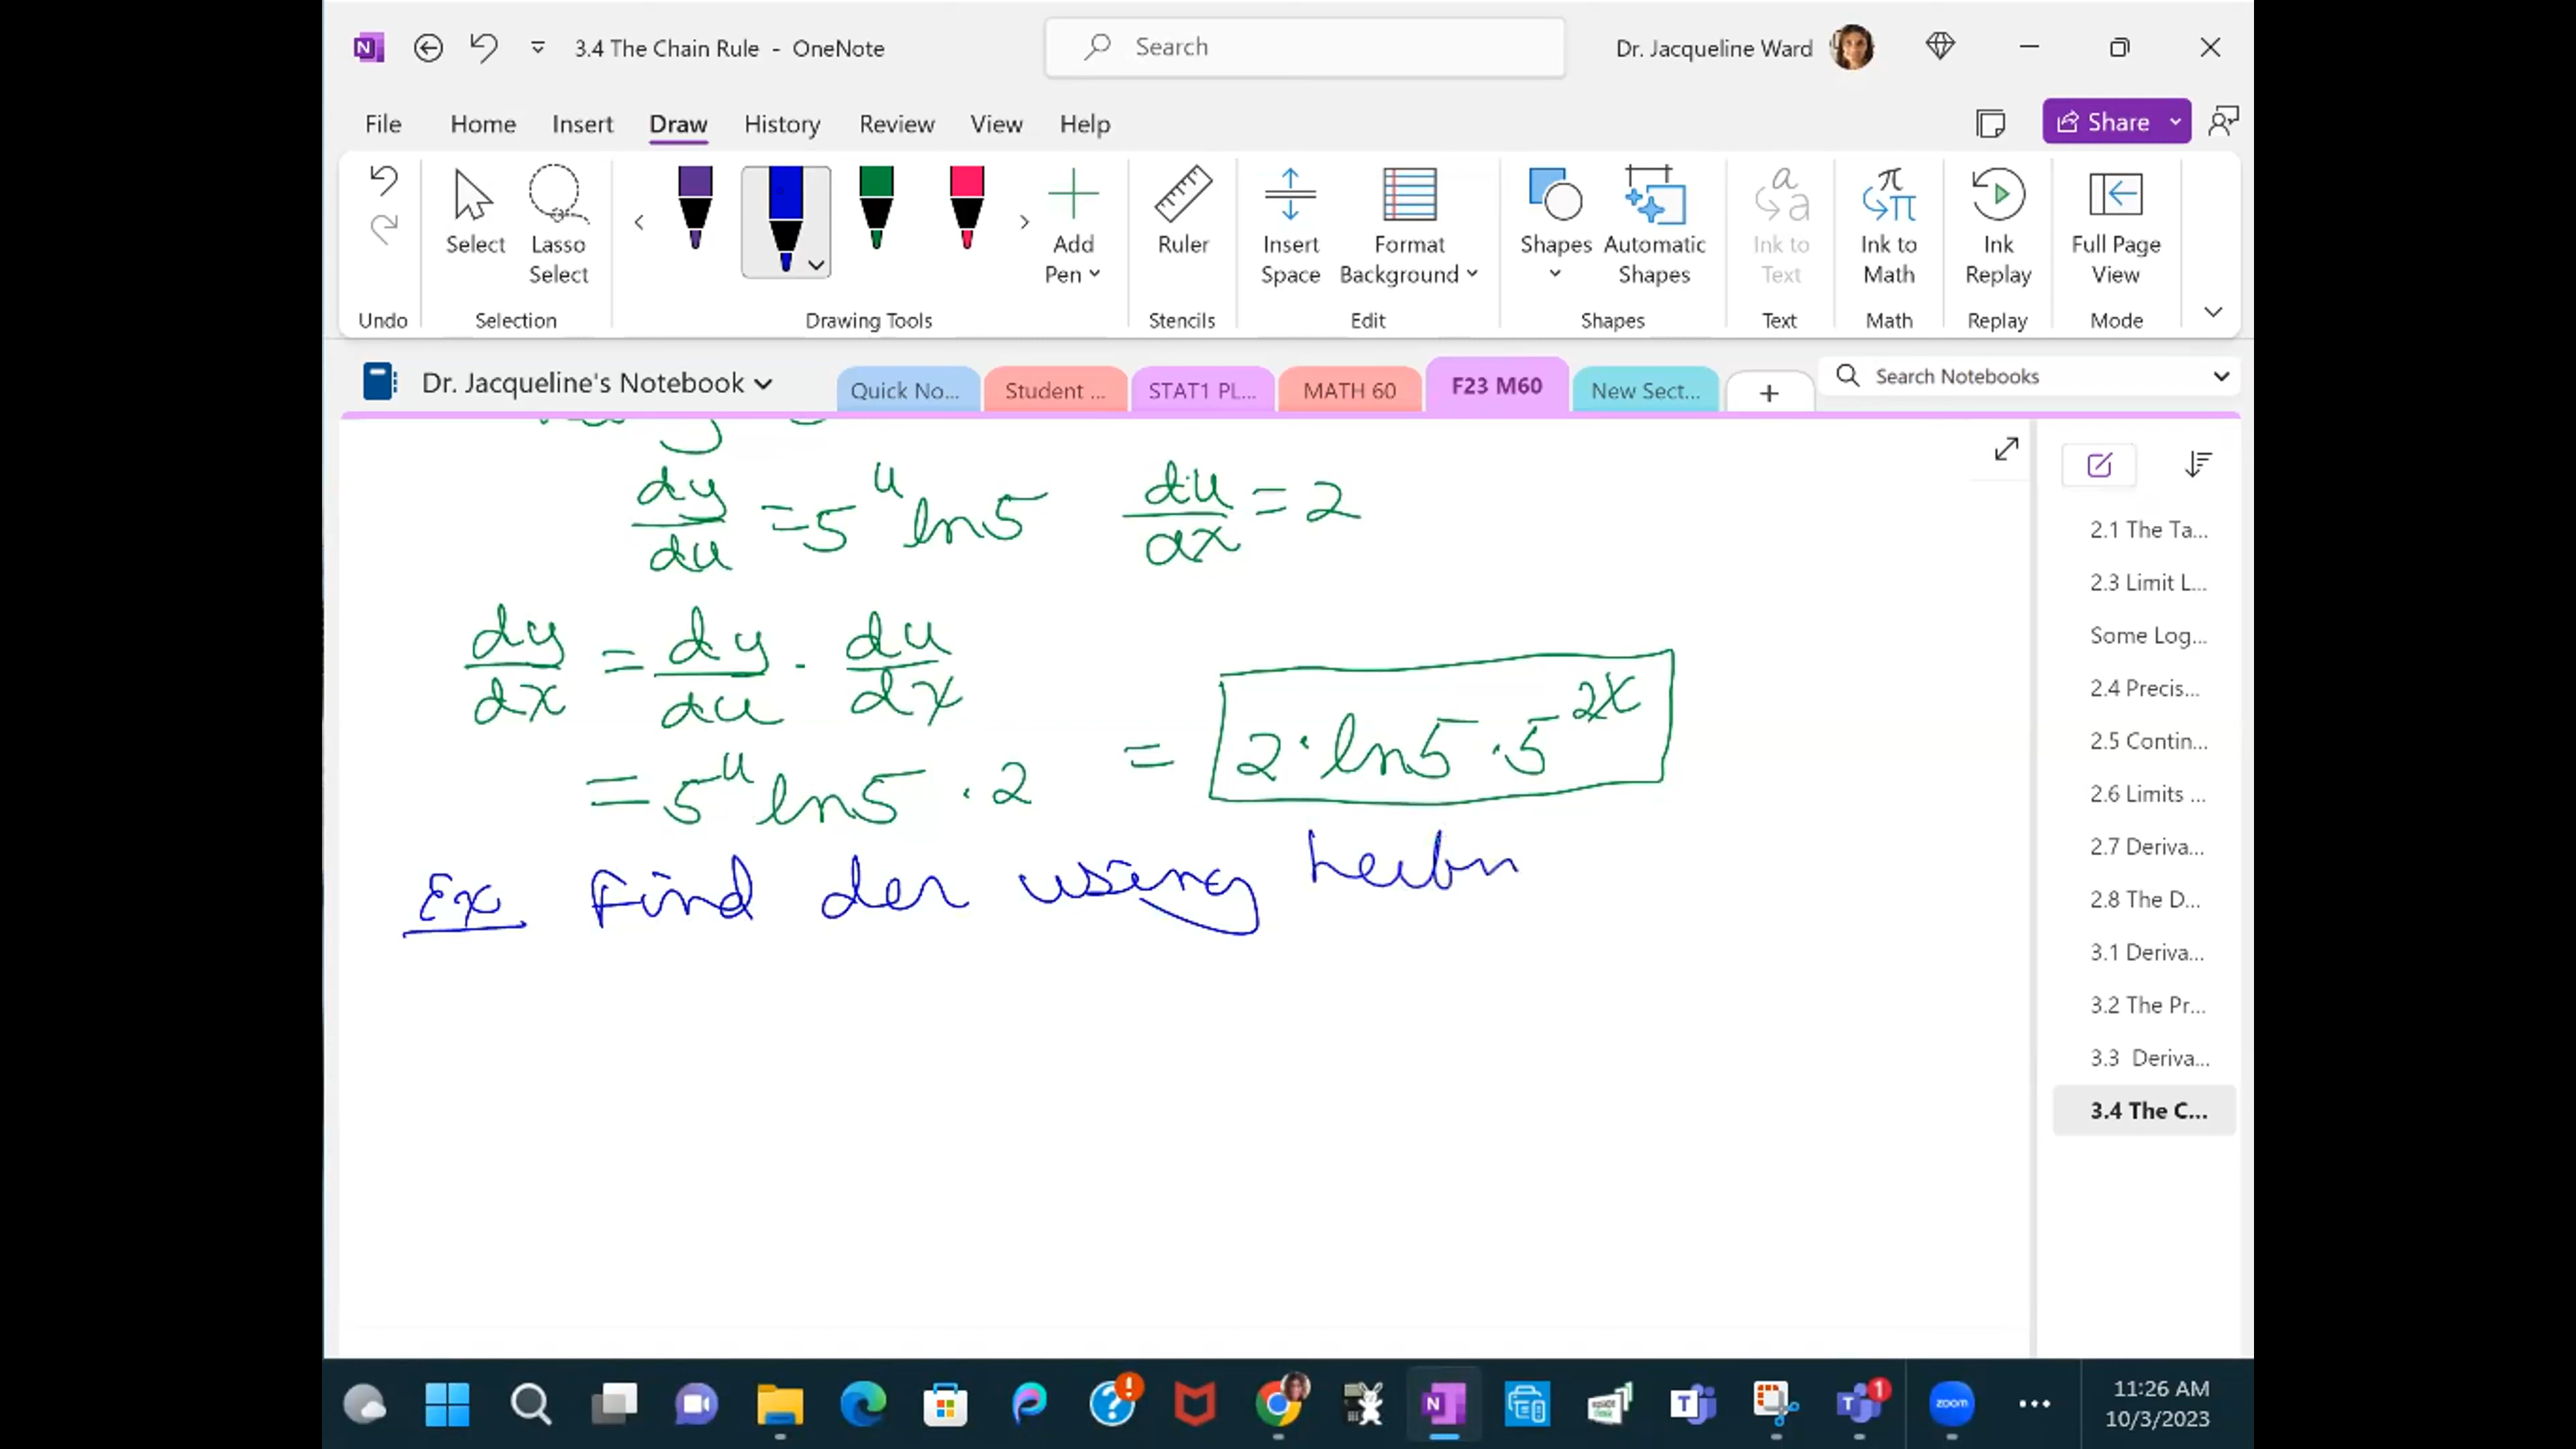 3.4 The Chain Rule - OneNote
Search
Dr. Jacqueline Ward
File Home Insert Draw History Review View Help
Share
Select Lasso Select Add Pen Ruler Insert Space Format Background Shapes Automatic Shapes Ink to Text Ink to Math Ink Replay Full Page View
Undo Selection Drawing Tools Stencils Edit Shapes Text Math Replay Mode
Dr. Jacqueline's Notebook Quick No... Student ... STAT1 PL... MATH 60 F23 M60 New Sect... + Search Notebooks
dy/du = 5^u ln5 du/dx = 2
dy/dx = dy/du · du/dx
= 5^u ln5 · 2 = 2 · ln5 · 5^2x
Ex Find der using Leibn
2.1 The Ta...
2.3 Limit L...
Some Log...
2.4 Precis...
2.5 Contin...
2.6 Limits ...
2.7 Deriva...
2.8 The D...
3.1 Deriva...
3.2 The Pr...
3.3 Deriva...
3.4 The C...
zoom
11:26 AM
10/3/2023